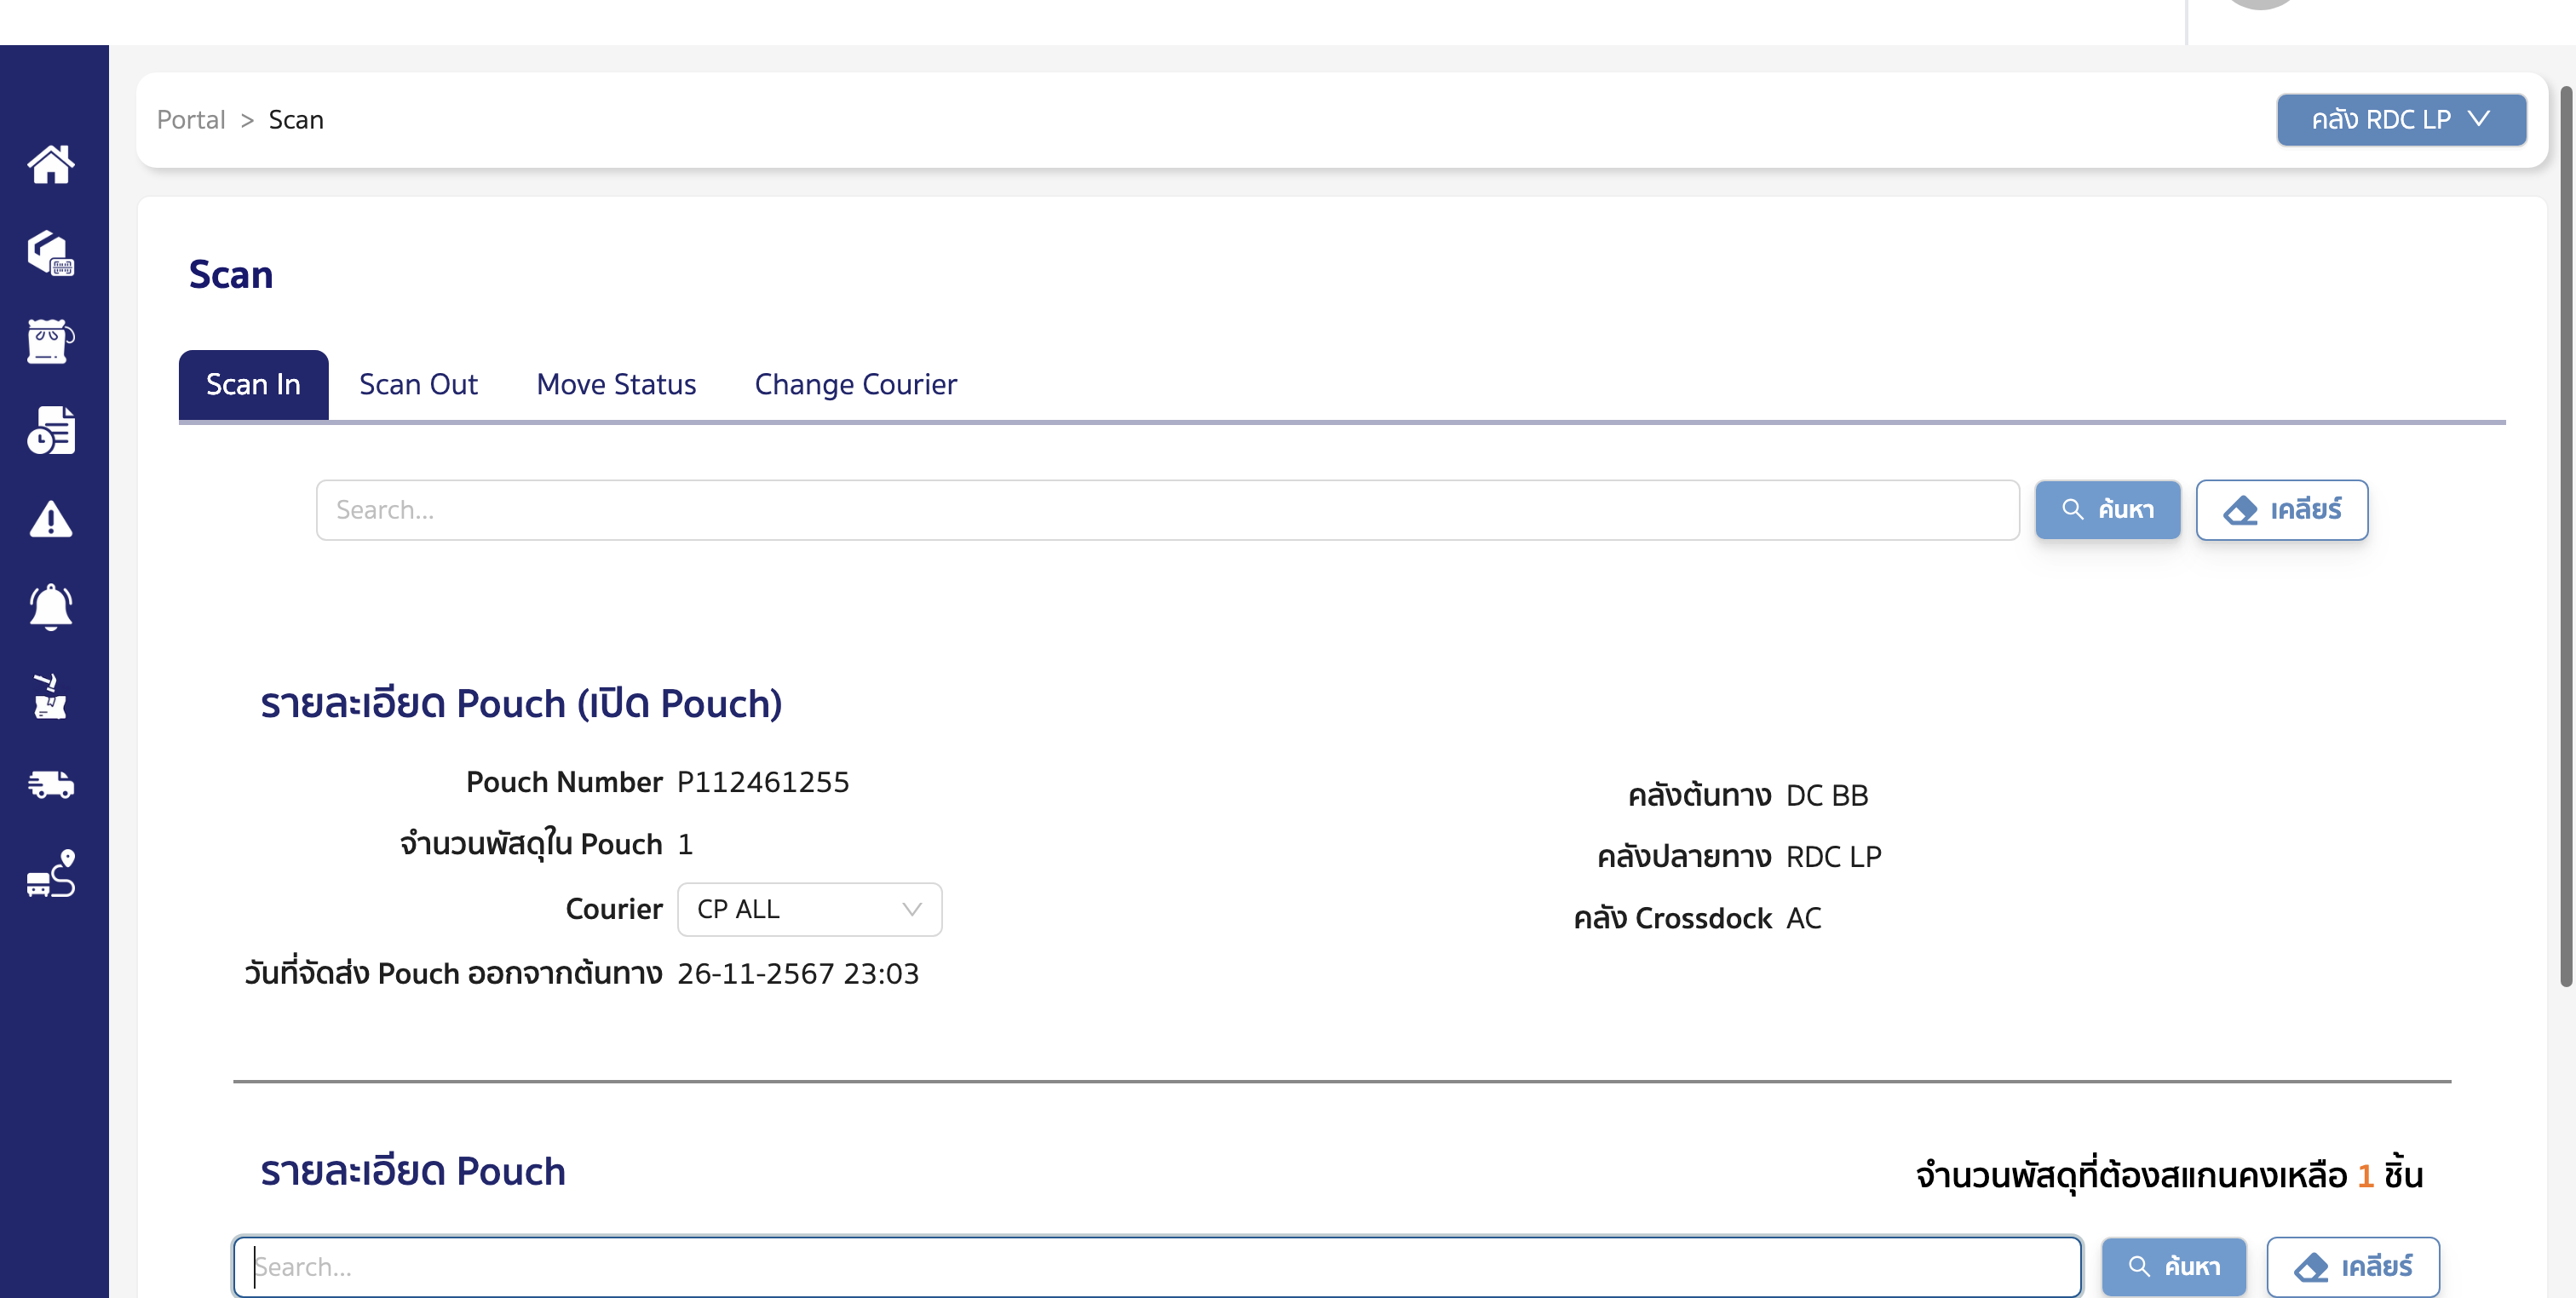 Portal > Scan
คลัง RDC LP
Scan
Scan In
Scan Out
Move Status
Change Courier
Search...
ค้นหา
เคลียร์
รายละเอียด Pouch (เปิด Pouch)
Pouch Number P112461255
จำนวนพัสดุใน Pouch 1
Courier CP ALL
วันที่จัดส่ง Pouch ออกจากต้นทาง 26-11-2567 23:03
คลังต้นทาง DC BB
คลังปลายทาง RDC LP
คลัง Crossdock AC
รายละเอียด Pouch
จำนวนพัสดุที่ต้องสแกนคงเหลือ 1 ชิ้น
Search...
ค้นหา
เคลียร์